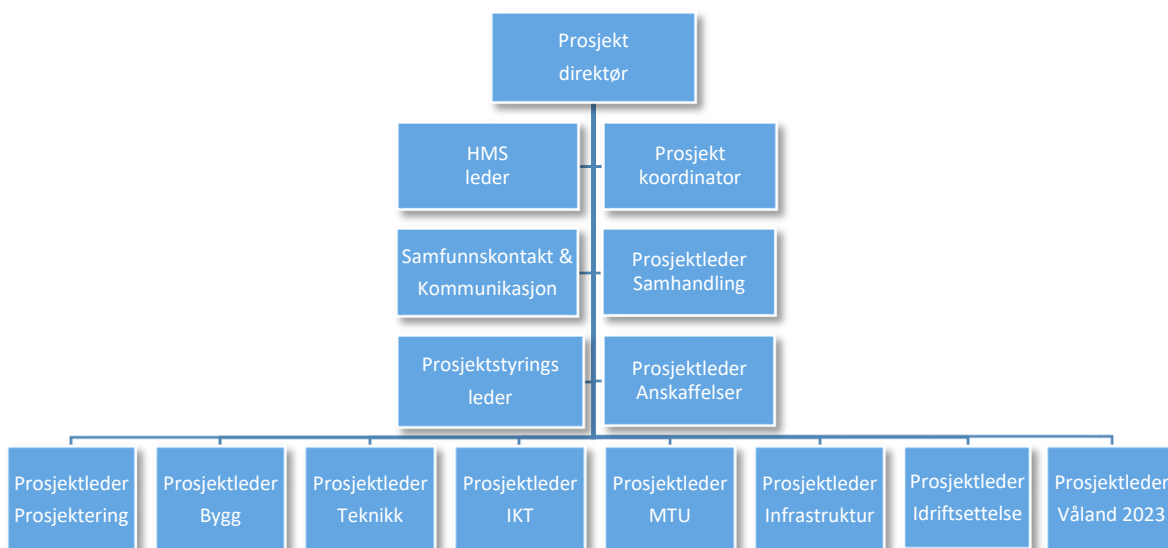 Prosjekt
direktør
HMS
leder
Prosjekt
koordinator
Samfunnskontakt &
Kommunikasjon
Prosjektleder
Samhandling
Prosjektstyrings
leder
Prosjektleder
Anskaffelser
Prosjektleder
Prosjektering
Prosjektleder
Bygg
Prosjektleder
Teknikk
Prosjektleder
IKT
Prosjektleder
MTU
Prosjektleder
Infrastruktur
Prosjektleder
Idriftsettelse
Prosjektleder
Våland 2023